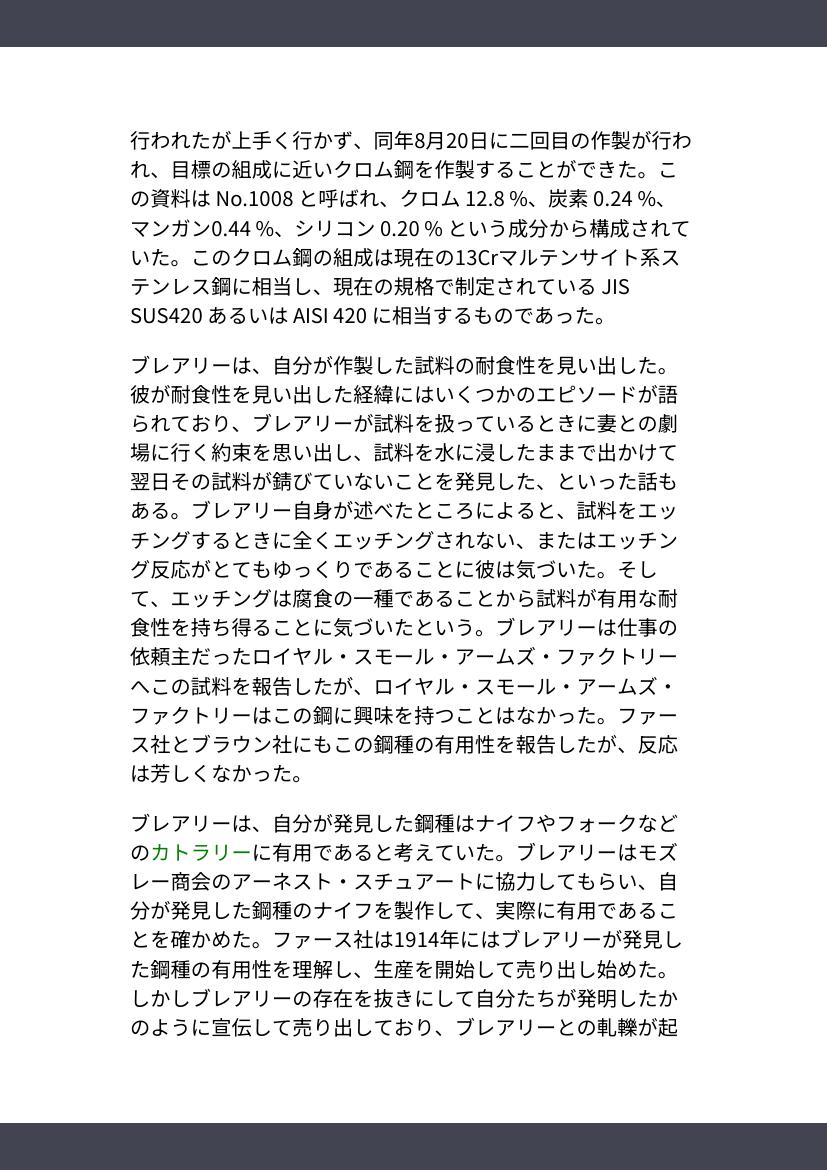 行われたが上手く行かず、同年8月20日に二回目の作製が行わ
れ、目標の組成に近いクロム鋼を作製することができた。こ
の資料は No.1008 と呼ばれ、クロム 12.8 %、炭素 0.24 %、
マンガン0.44 %、シリコン 0.20 % という成分から構成されて
いた。このクロム鋼の組成は現在の13Crマルテンサイト系ス
テンレス鋼に相当し、現在の規格で制定されている JIS
SUS420 あるいは AISI 420 に相当するものであった。
ブレアリーは、自分が作製した試料の耐食性を見い出した。
彼が耐食性を見い出した経緯にはいくつかのエピソードが語
られており、ブレアリーが試料を扱っているときに妻との劇
場に行く約束を思い出し、試料を水に浸したままで出かけて
翌日その試料が錆びていないことを発見した、といった話も
ある。ブレアリー自身が述べたところによると、試料をエッ
チングするときに全くエッチングされない、またはエッチン
グ反応がとてもゆっくりであることに彼は気づいた。そし
て、エッチングは腐食の一種であることから試料が有用な耐
食性を持ち得ることに気づいたという。ブレアリーは仕事の
依頼主だったロイヤル・スモール・アームズ・ファクトリー
へこの試料を報告したが、ロイヤル・スモール・アームズ・
ファクトリーはこの鋼に興味を持つことはなかった。ファー
ス社とブラウン社にもこの鋼種の有用性を報告したが、反応
は芳しくなかった。
ブレアリーは、自分が発見した鋼種はナイフやフォークなど
のカトラリーに有用であると考えていた。ブレアリーはモズ
レー商会のアーネスト・スチュアートに協力してもらい、自
分が発見した鋼種のナイフを製作して、実際に有用であるこ
とを確かめた。ファース社は1914年にはブレアリーが発見し
た鋼種の有用性を理解し、生産を開始して売り出し始めた。
しかしブレアリーの存在を抜きにして自分たちが発明したか
のように宣伝して売り出しており、ブレアリーとの軋轢が起